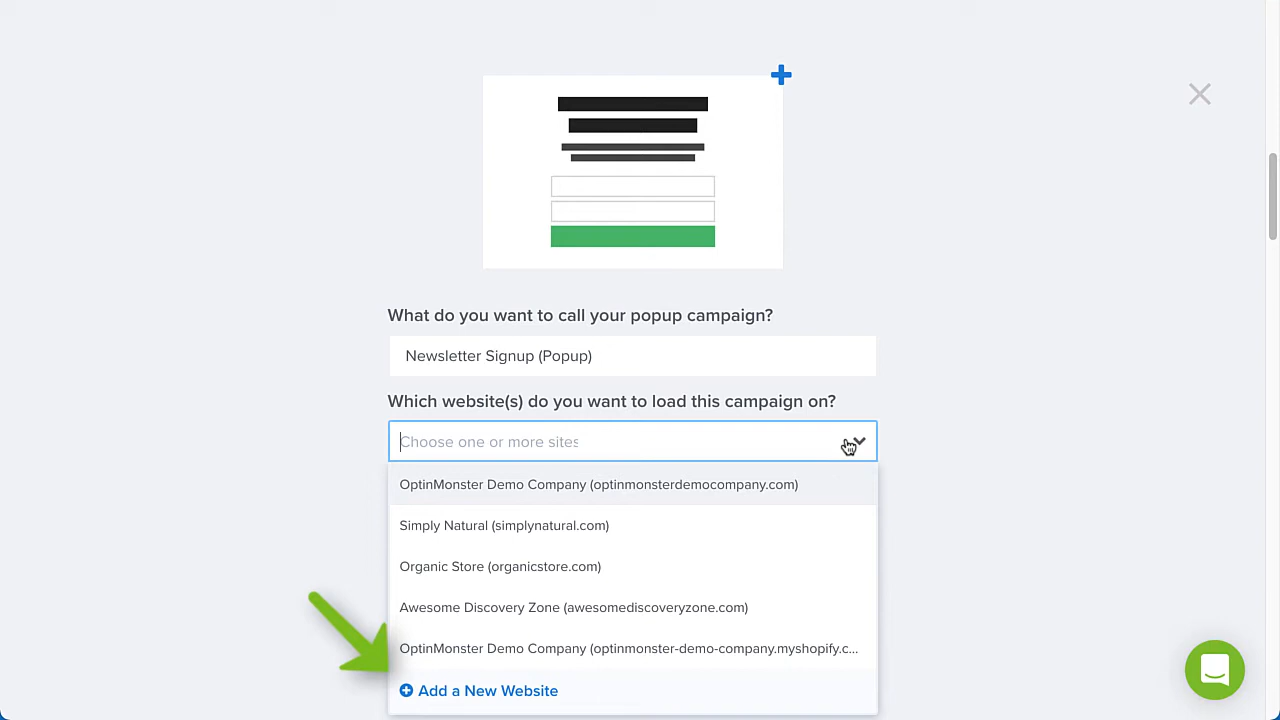 What do you want to call your popup campaign?
Newsletter Signup (Popup)
Which website(s) do you want to load this campaign on?
Choose one or more sites
OptinMonster Demo Company (optinmonsterdemocompany.com)
Simply Natural (simplynatural.com)
Organic Store (organicstore.com)
Awesome Discovery Zone (awesomediscoveryzone.com)
OptinMonster Demo Company (optinmonster-demo-company.myshopify.c...
Add a New Website